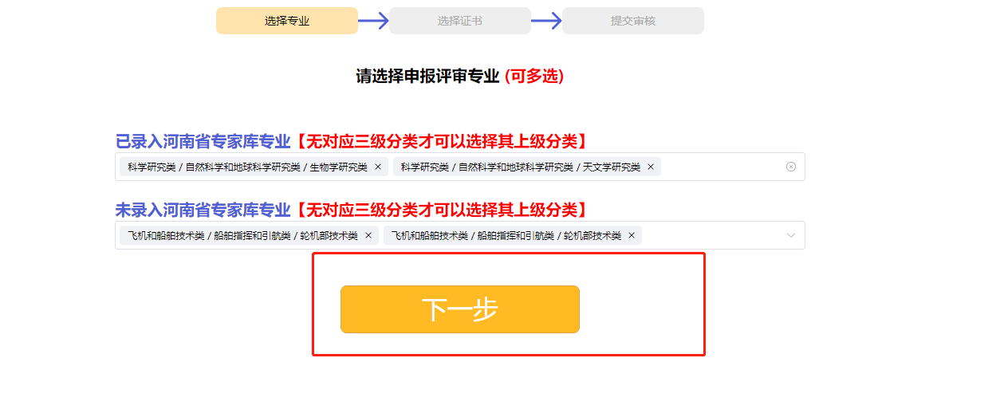 选择专业 选择证书 提交审核
请选择申报评审专业 (可多选)
已录入河南省专家库专业【无对应三级分类才可以选择其上级分类】
科学研究类 / 自然科学和地球科学研究类 / 生物学研究类 × 科学研究类 / 自然科学和地球科学研究类 / 天文学研究类 ×
未录入河南省专家库专业【无对应三级分类才可以选择其上级分类】
飞机和船舶技术类 / 船舶指挥和引航类 / 轮机部技术类 × 飞机和船舶技术类 / 船舶指挥和引航类 / 轮机部技术类 ×
下一步